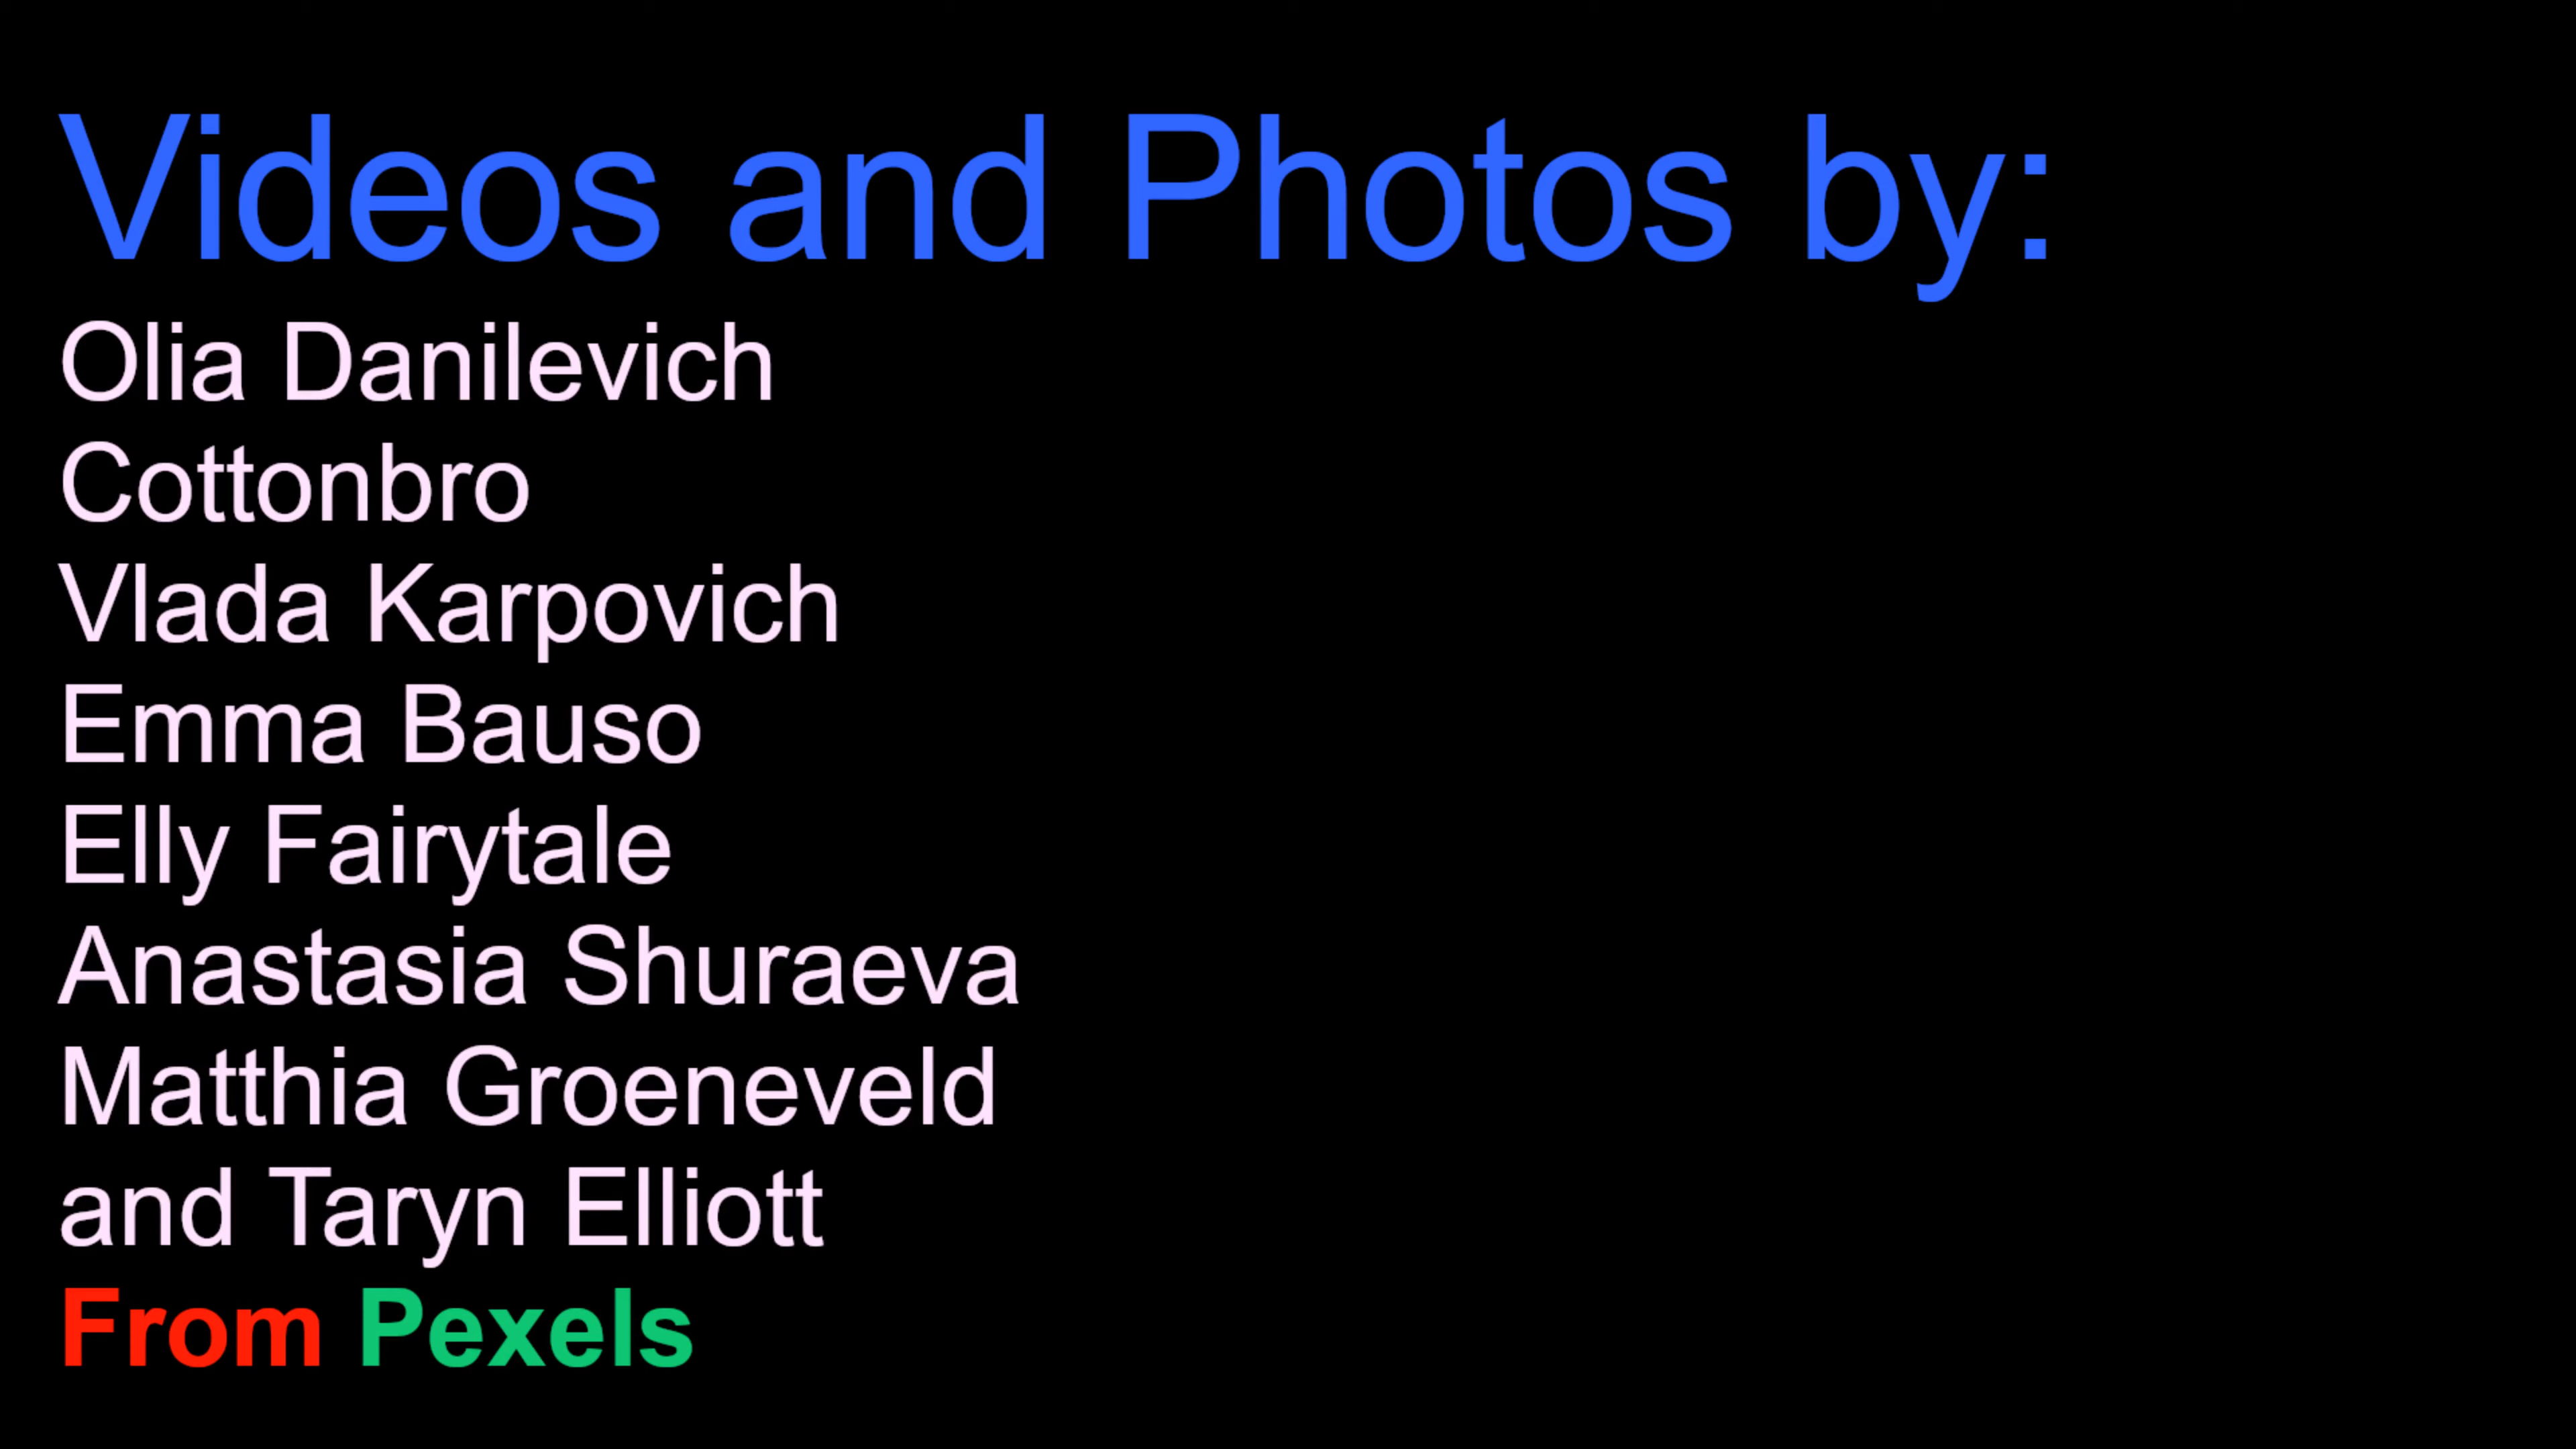 Videos and Photos by:
Olia Danilevich
Cottonbro
Vlada Karpovich
Emma Bauso
Elly Fairytale
Anastasia Shuraeva
Matthia Groeneveld
and Taryn Elliott
From Pexels